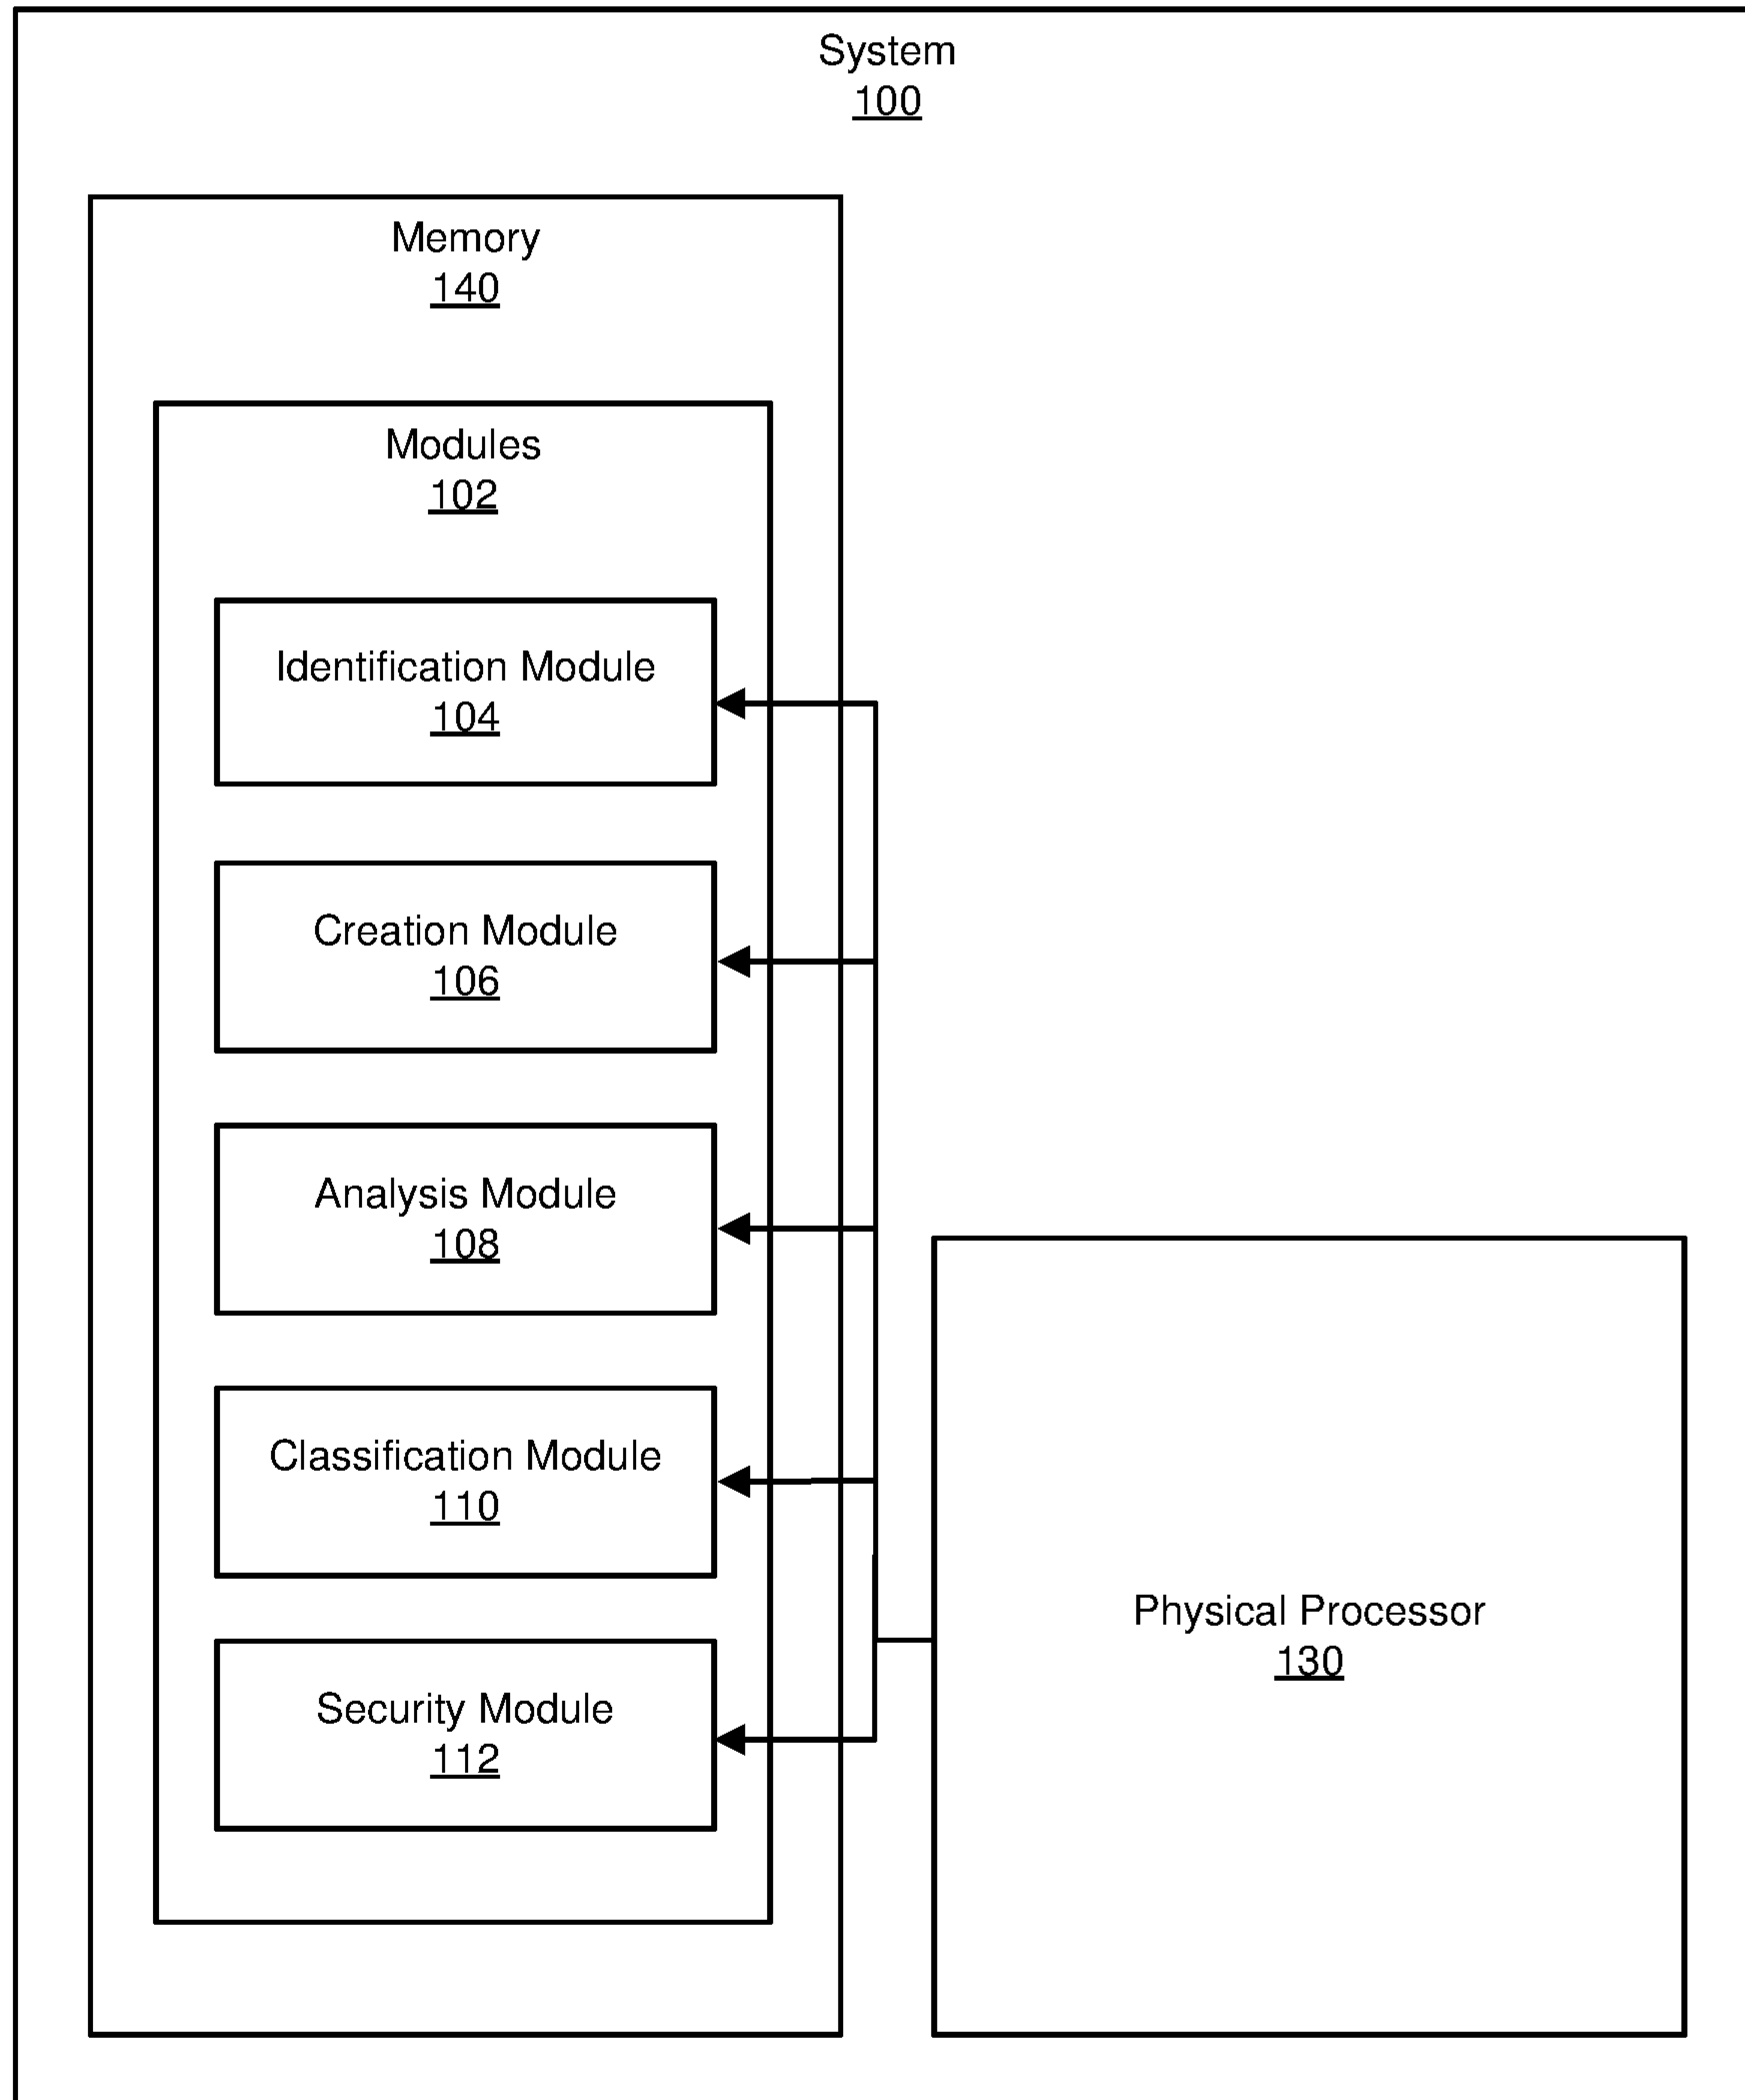 System
100
Memory
140
Modules
102
Identification Module
104
Creation Module
106
Analysis Module
108
Classification Module
110
Security Module
112
Physical Processor
130